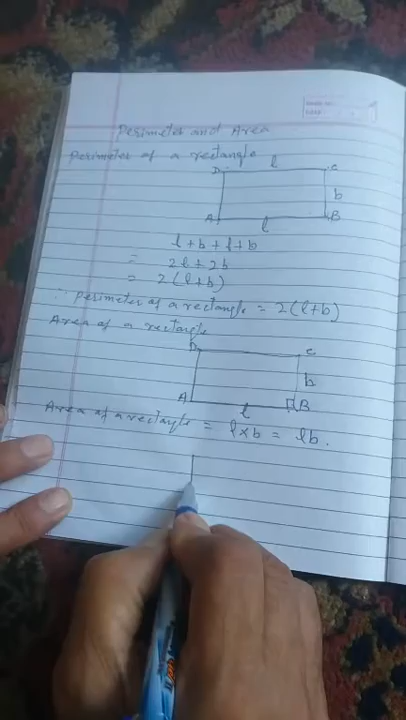 Perimeter and Area
Perimeter of a rectangle
D l C
b
A l B
l+b+l+b
= 2l+2b
= 2(l+b)
∴ perimeter of a rectangle = 2(l+b)
Area of a rectangle
D C
b
A l B
Area of a rectangle = l×b = lb.